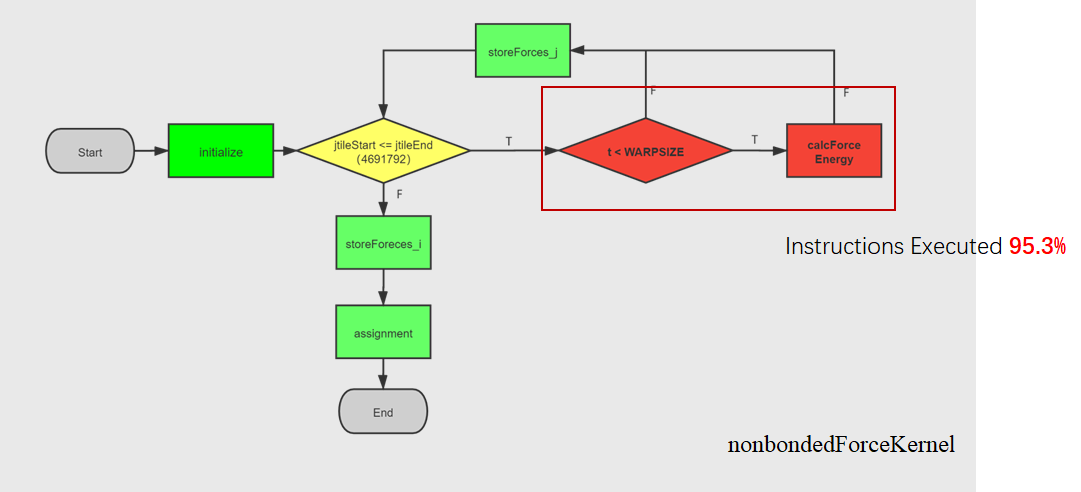 storeForces_j
F
F
Start
initialize
jtileStart <= jtileEnd
(4691792)
T
t < WARPSIZE
T
calcForce
Energy
F
storeForeces_i
Instructions Executed 95.3%
assignment
End
nonbondedForceKernel